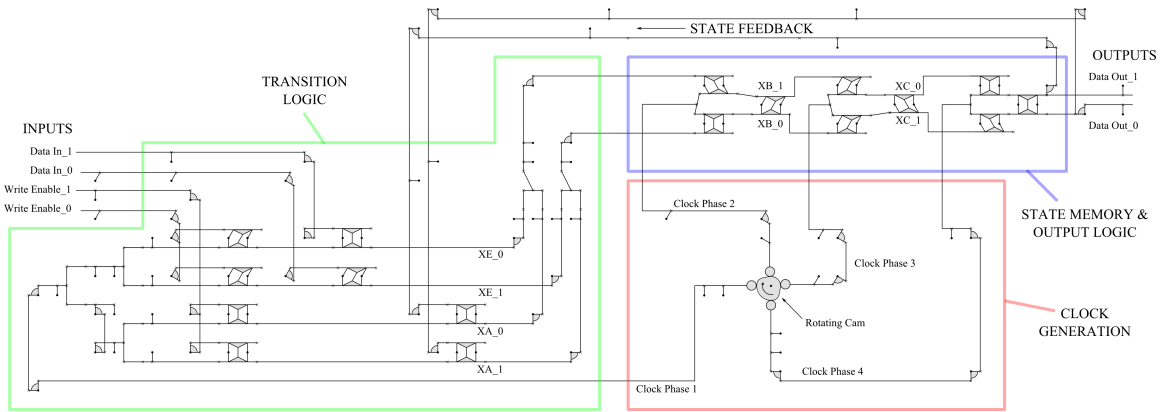 STATE FEEDBACK
OUTPUTS
Data Out_1
Data Out_0
TRANSITION
LOGIC
INPUTS
Data In_1
Data In_0
Write Enable_1
Write Enable_0
XB_1
XB_0
XC_0
XC_1
STATE MEMORY &
OUTPUT LOGIC
Clock Phase 2
Clock Phase 3
XE_0
XE_1
XA_0
XA_1
Rotating Cam
CLOCK
GENERATION
Clock Phase 4
Clock Phase 1